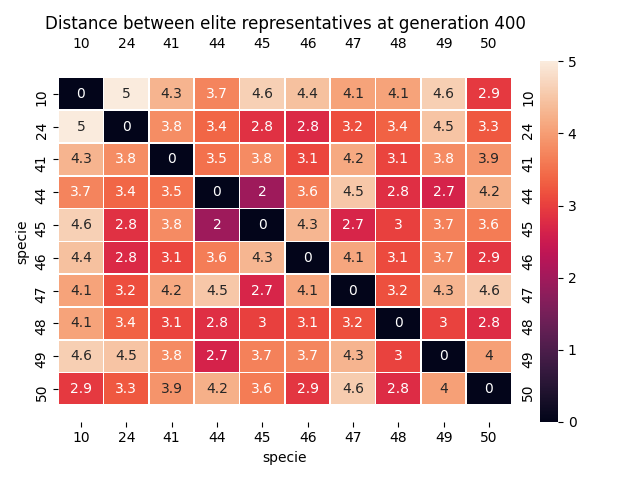 Distance between elite representatives at generation 400
10 24 41 44 45 46 47 48 49 50
10 0 5 4.3 3.7 4.6 4.4 4.1 4.1 4.6 2.9 10
24 5 0 3.8 3.4 2.8 2.8 3.2 3.4 4.5 3.3 24
41 4.3 3.8 0 3.5 3.8 3.1 4.2 3.1 3.8 3.9 41
44 3.7 3.4 3.5 0 2 3.6 4.5 2.8 2.7 4.2 44
45 4.6 2.8 3.8 2 0 4.3 2.7 3 3.7 3.6 45
46 4.4 2.8 3.1 3.6 4.3 0 4.1 3.1 3.7 2.9 46
47 4.1 3.2 4.2 4.5 2.7 4.1 0 3.2 4.3 4.6 47
48 4.1 3.4 3.1 2.8 3 3.1 3.2 0 3 2.8 48
49 4.6 4.5 3.8 2.7 3.7 3.7 4.3 3 0 4 49
50 2.9 3.3 3.9 4.2 3.6 2.9 4.6 2.8 4 0 50
10 24 41 44 45 46 47 48 49 50
specie
specie
5
4
3
2
1
0